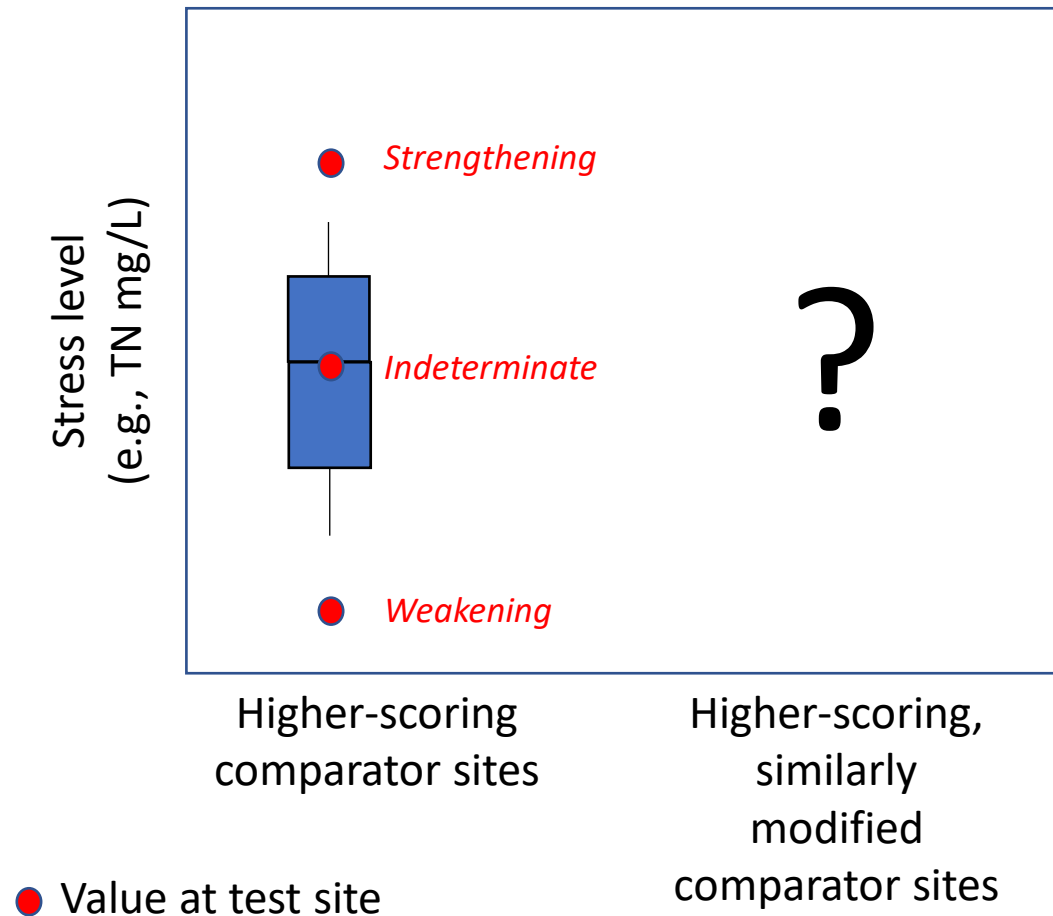 Stress level
(e.g., TN mg/L)
Strengthening
Indeterminate
Weakening
?
Higher-scoring
comparator sites
Higher-scoring,
similarly
modified
comparator sites
Value at test site